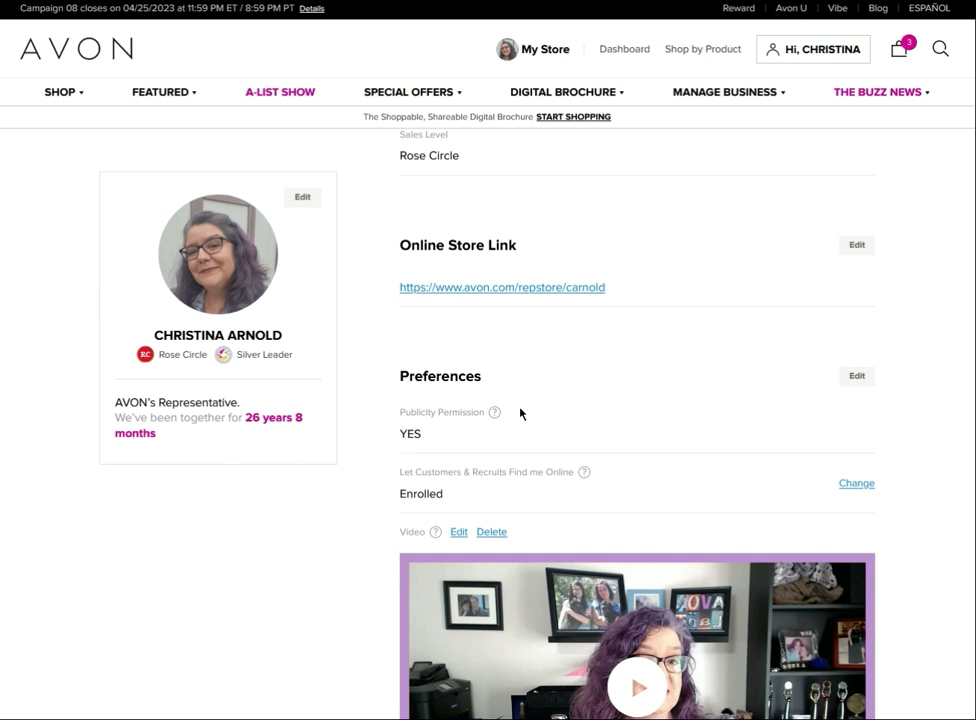 Campaign 08 closes on 04/25/2023 at 11:59 PM ET / 8:59 PM PT Details
Reward Avon U Vibe Blog ESPAÑOL
AVON
My Store Dashboard Shop by Product Hi, CHRISTINA 3
SHOP FEATURED A-LIST SHOW SPECIAL OFFERS DIGITAL BROCHURE MANAGE BUSINESS THE BUZZ NEWS
The Shoppable, Shareable Digital Brochure START SHOPPING
Edit
CHRISTINA ARNOLD
RC Rose Circle Silver Leader
AVON's Representative.
We've been together for 26 years 8
months
Sales Level
Rose Circle
Online Store Link Edit
https://www.avon.com/repstore/carnold
Preferences Edit
Publicity Permission ?
YES
Let Customers & Recruits Find me Online ?
Enrolled Change
Video ? Edit Delete